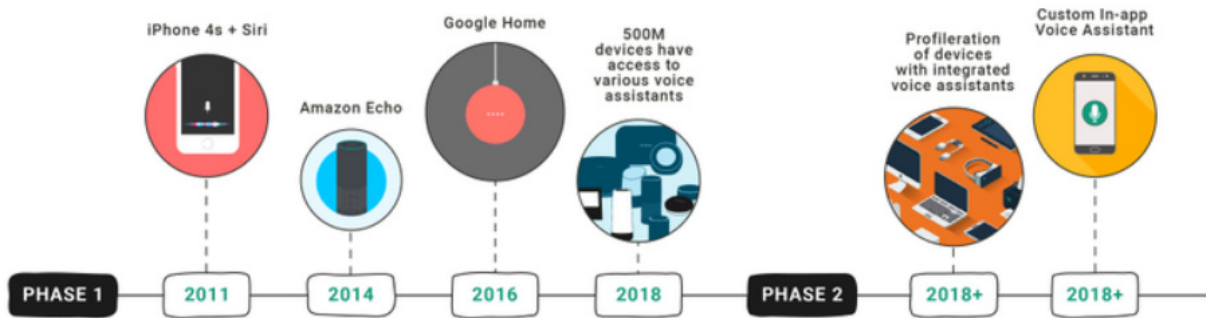 iPhone 4s + Siri
Amazon Echo
Google Home
500M
devices have
access to
various voice
assistants
Profileration
of devices
with integrated
voice assistants
Custom In-app
Voice Assistant
PHASE 1
2011
2014
2016
2018
PHASE 2
2018+
2018+